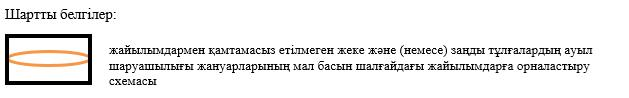 Шартты белгілер:
жайылымдармен қамтамасыз етілмеген жеке және (немесе) заңды тұлғалардың ауыл
шаруашылығы жануарларының мал басын шалғайдағы жайылымдарға орналастыру
схемасы